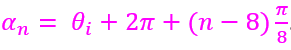 αₙ = θᵢ + 2π + (n − 8) π/8.